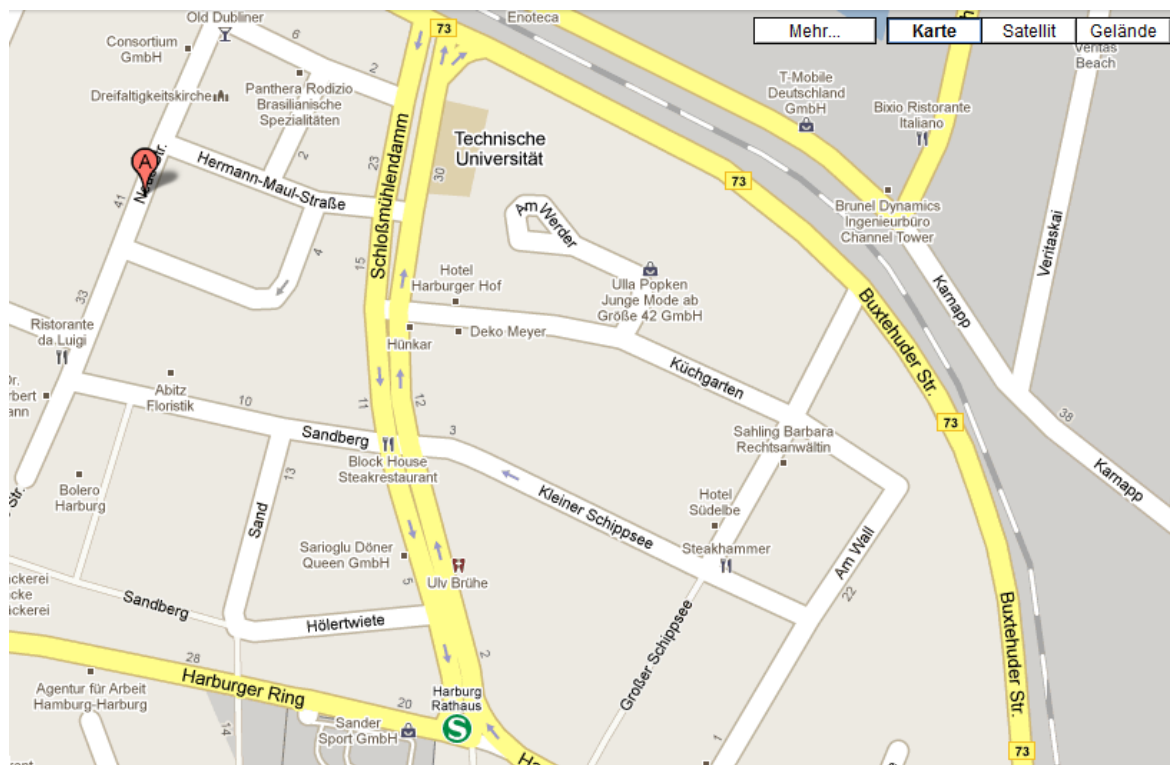 Mehr...
Karte
Satellit
Gelände
Old Dubliner
Enoteca
73
Consortium
GmbH
6
2
Veritas
Beach
T-Mobile
Deutschland
GmbH
Panthera Rodizio
Brasilianische
Spezialitäten
Dreifaltigkeitskirche
Bixio Ristorante
Italiano
Technische
Universität
23
30
Schloßmühlendamm
A
Hermann-Maul-Straße
2
41
73
Brunel Dynamics
Ingenieurbüro
Channel Tower
Am Werder
Veritaskai
4
15
Hotel
Harburger Hof
Ulla Popken
Junge Mode ab
Größe 42 GmbH
33
Karnapp
Ristorante
da Luigi
Hünkar
Deko Meyer
Buxtehuder Str.
Küchgarten
Abitz
Floristik
10
11
12
38
73
Sandberg
3
Sahling Barbara
Rechtsanwältin
Block House
Steakrestaurant
Karnapp
Bolero
Harburg
Str.
13
Sand
Kleiner Schippsee
Hotel
Südelbe
Am Wall
Sarioglu Döner
Queen GmbH
Steakhammer
5
Ulv Brühe
22
Sandberg
Hölertwiete
Buxtehuder Str.
Großer Schippsee
28
2
Harburger Ring
Agentur für Arbeit
Hamburg-Harburg
20
Harburg
Rathaus
S
Sander
Sport GmbH
14
1
73